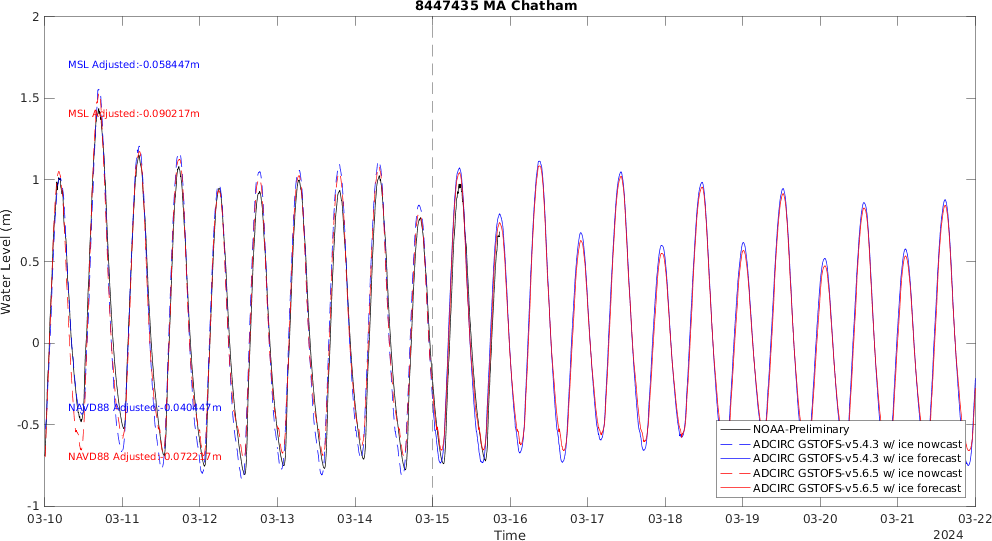 8447435 MA Chatham
2
1.5
1
0.5
0
-0.5
-1
Water Level (m)
MSL Adjusted:-0.058447m
MSL Adjusted:-0.090217m
NAVD88 Adjusted:-0.040447m
NAVD88 Adjusted:-0.072217m
NOAA-Preliminary
ADCIRC GSTOFS-v5.4.3 w/ ice nowcast
ADCIRC GSTOFS-v5.4.3 w/ ice forecast
ADCIRC GSTOFS-v5.6.5 w/ ice nowcast
ADCIRC GSTOFS-v5.6.5 w/ ice forecast
03-10 03-11 03-12 03-13 03-14 03-15 03-16 03-17 03-18 03-19 03-20 03-21 03-22
Time
2024